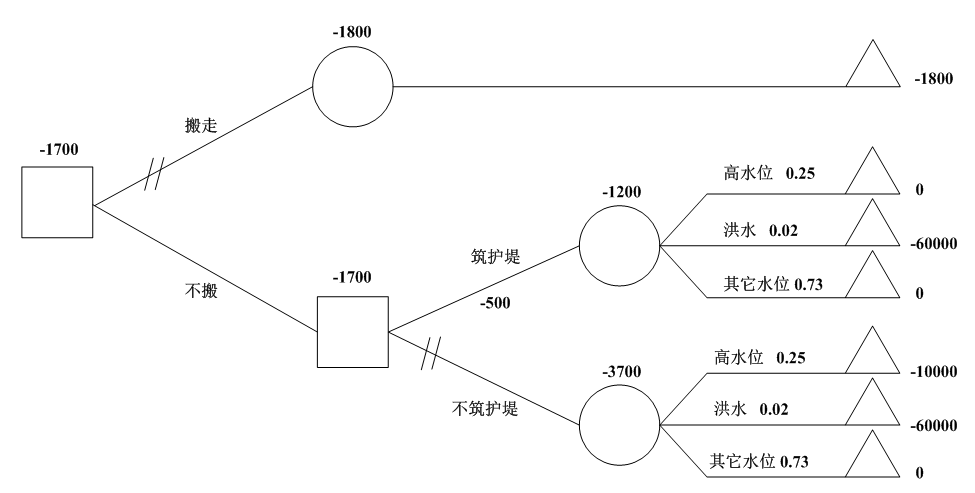 -1800
-1800
搬走
-1700
高水位 0.25
0
-1200
洪水 0.02
-60000
筑护堤
-1700
其它水位 0.73
0
不搬
-500
高水位 0.25
-10000
-3700
不筑护堤
洪水 0.02
-60000
其它水位 0.73
0